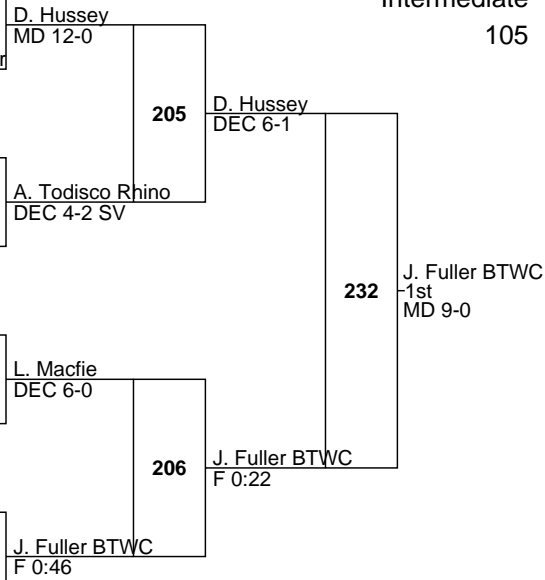 Intermediate
105
D. Hussey
MD 12-0
205
D. Hussey
DEC 6-1
A. Todisco Rhino
DEC 4-2 SV
232
J. Fuller BTWC
1st
MD 9-0
L. Macfie
DEC 6-0
206
J. Fuller BTWC
F 0:22
J. Fuller BTWC
F 0:46